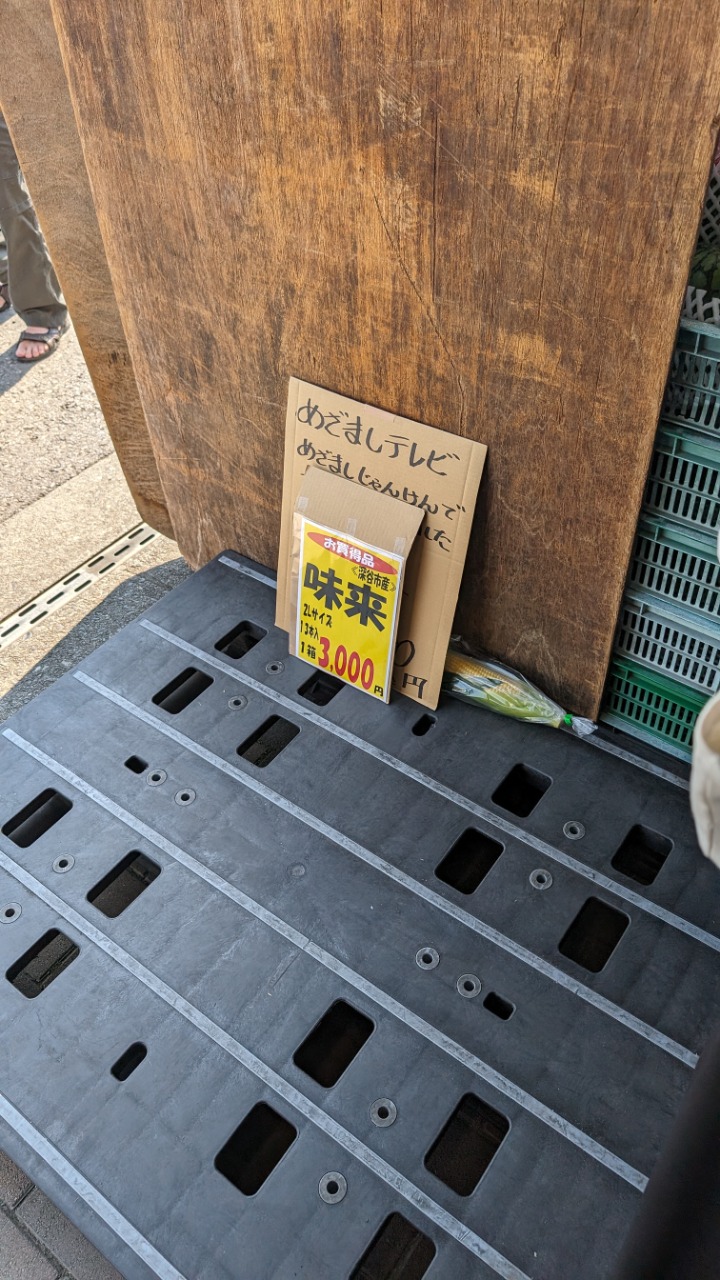 めざましテレビ
めざましじゃんけんで
した
0
円
お買得品
〈深谷市産〉
味来
2Lサイズ
13本入
1箱 3,000円